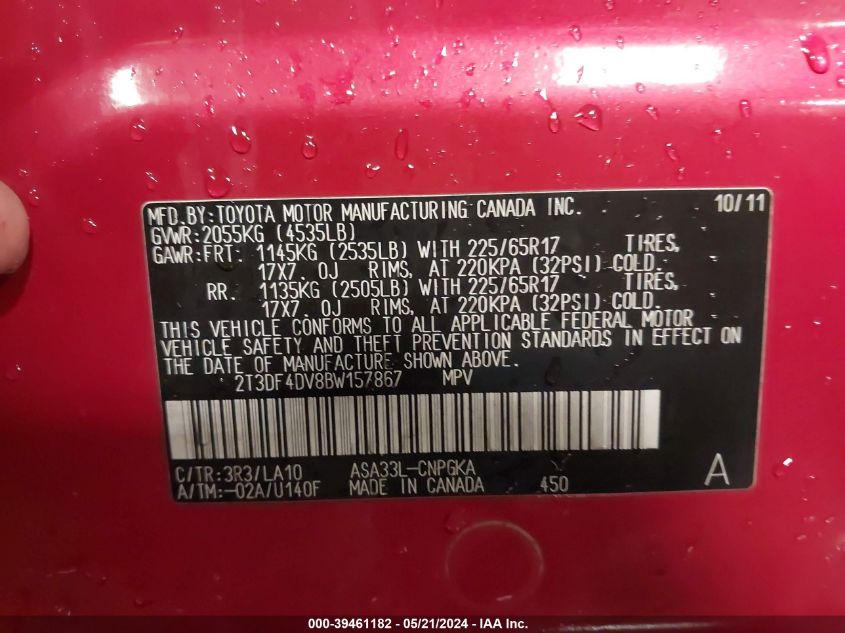 MFD.BY:TOYOTA MOTOR MANUFACTURING CANADA INC. 10/11
GVWR:2055KG (4535LB)
GAWR:FRT. 1145KG (2535LB) WITH 225/65R17 TIRES,
17X7.0J RIMS, AT 220KPA (32PSI) COLD.
RR. 1135KG (2505LB) WITH 225/65R17 TIRES,
17X7.0J RIMS, AT 220KPA (32PSI) COLD.
THIS VEHICLE CONFORMS TO ALL APPLICABLE FEDERAL MOTOR
VEHICLE SAFETY AND THEFT PREVENTION STANDARDS IN EFFECT ON
THE DATE OF MANUFACTURE SHOWN ABOVE.
2T3DF4DV8BW157867 MPV
C/TR:3R3/LA10 ASA33L-CNPGKA
A/TM:-02A/U140F MADE IN CANADA 450 A
000-39461182 - 05/21/2024 - IAA Inc.